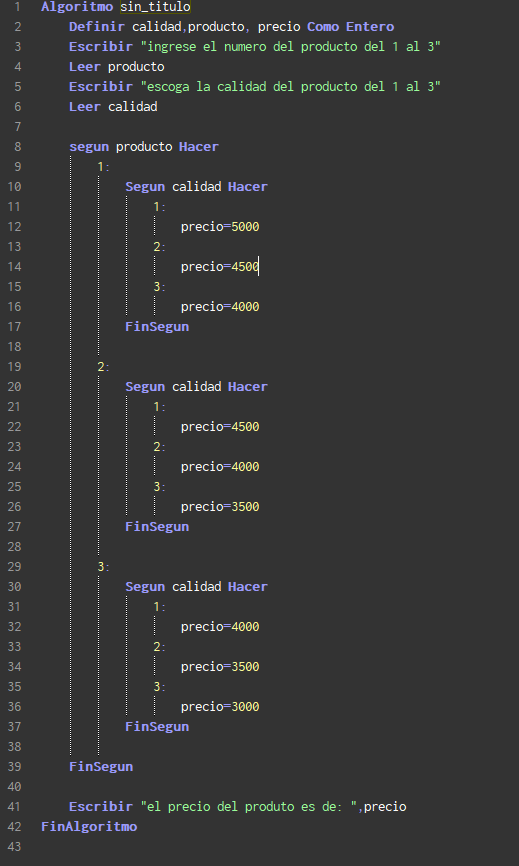 1 Algoritmo sin_titulo
2 Definir calidad,producto, precio Como Entero
3 Escribir "ingrese el numero del producto del 1 al 3"
4 Leer producto
5 Escribir "escoga la calidad del producto del 1 al 3"
6 Leer calidad
7
8 segun producto Hacer
9 1:
10 Segun calidad Hacer
11 1:
12 precio=5000
13 2:
14 precio=4500
15 3:
16 precio=4000
17 FinSegun
18
19 2:
20 Segun calidad Hacer
21 1:
22 precio=4500
23 2:
24 precio=4000
25 3:
26 precio=3500
27 FinSegun
28
29 3:
30 Segun calidad Hacer
31 1:
32 precio=4000
33 2:
34 precio=3500
35 3:
36 precio=3000
37 FinSegun
38
39 FinSegun
40
41 Escribir "el precio del produto es de: ",precio
42 FinAlgoritmo
43